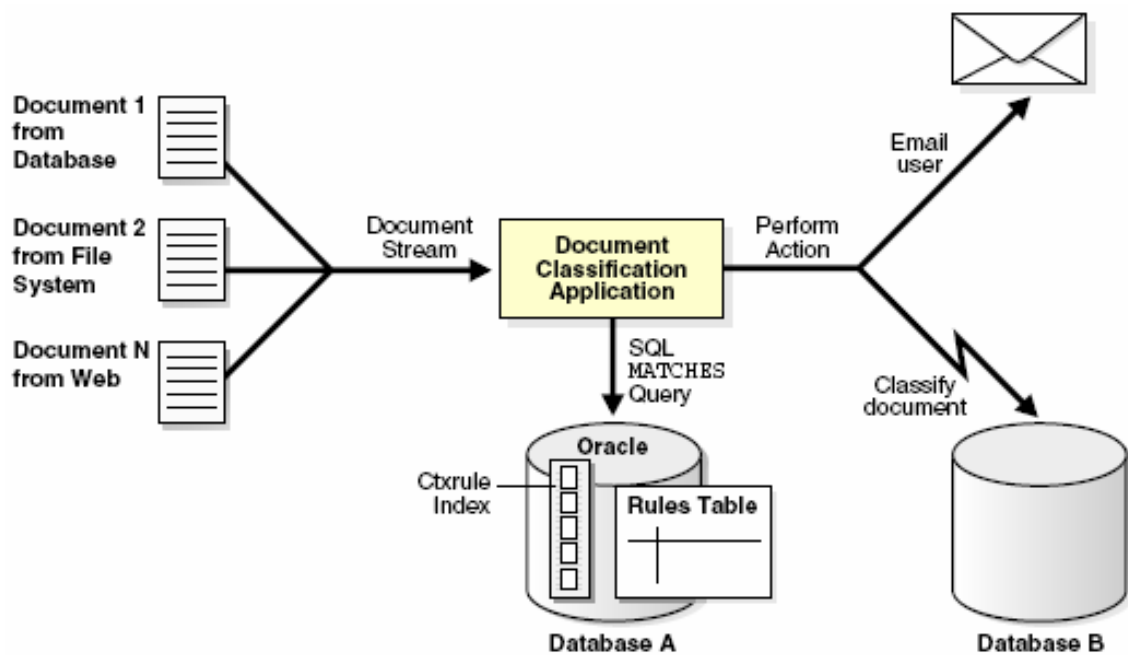 Document 1
from
Database
Document 2
from File
System
Document N
from Web
Document
Stream
Document
Classification
Application
Perform
Action
Email
user
SQL
MATCHES
Query
Classify
document
Oracle
Ctxrule
Index
Rules Table
Database A
Database B